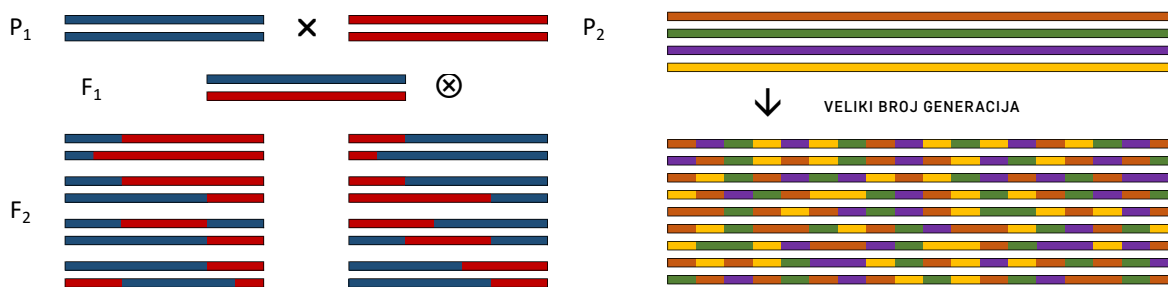 P1
P2
F1
VELIKI BROJ GENERACIJA
F2